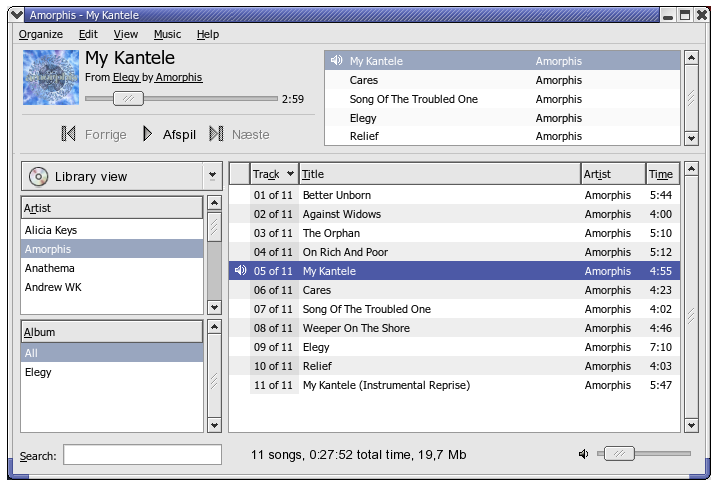 Amorphis - My Kantele
Organize Edit View Music Help
My Kantele
From Elegy by Amorphis
2:59
Forrige Afspil Næste
My Kantele Amorphis
Cares Amorphis
Song Of The Troubled One Amorphis
Elegy Amorphis
Relief Amorphis
Library view
Artist
Alicia Keys
Amorphis
Anathema
Andrew WK
Album
All
Elegy
Track Title Artist Time
01 of 11 Better Unborn Amorphis 5:44
02 of 11 Against Widows Amorphis 4:00
03 of 11 The Orphan Amorphis 5:10
04 of 11 On Rich And Poor Amorphis 5:12
05 of 11 My Kantele Amorphis 4:55
06 of 11 Cares Amorphis 4:23
07 of 11 Song Of The Troubled One Amorphis 4:02
08 of 11 Weeper On The Shore Amorphis 4:46
09 of 11 Elegy Amorphis 7:10
10 of 11 Relief Amorphis 4:03
11 of 11 My Kantele (Instrumental Reprise) Amorphis 5:47
Search:
11 songs, 0:27:52 total time, 19,7 Mb